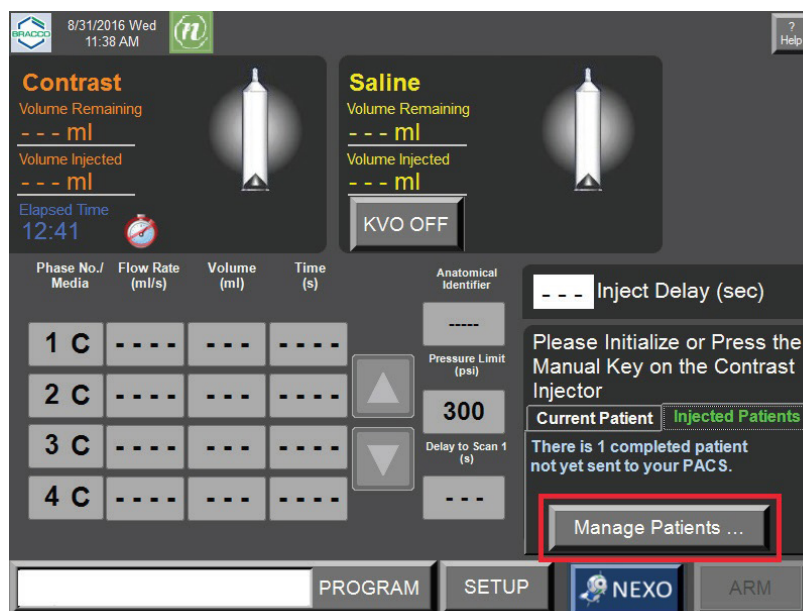 BRACCO
8/31/2016 Wed
11:38 AM
n
?
Help
Contrast
Volume Remaining
- - - ml
Volume Injected
- - - ml
Elapsed Time
12:41
Saline
Volume Remaining
- - - ml
Volume Injected
- - - ml
KVO OFF
Phase No./
Media
Flow Rate
(ml/s)
Volume
(ml)
Time
(s)
1 C - - - - - - - - - - -
2 C - - - - - - - - - - -
3 C - - - - - - - - - - -
4 C - - - - - - - - - - -
Anatomical
Identifier
-----
Pressure Limit
(psi)
300
Delay to Scan 1
(s)
- - -
- - - Inject Delay (sec)
Please Initialize or Press the
Manual Key on the Contrast
Injector
Current Patient Injected Patients
There is 1 completed patient
not yet sent to your PACS.
Manage Patients ...
PROGRAM SETUP NEXO ARM